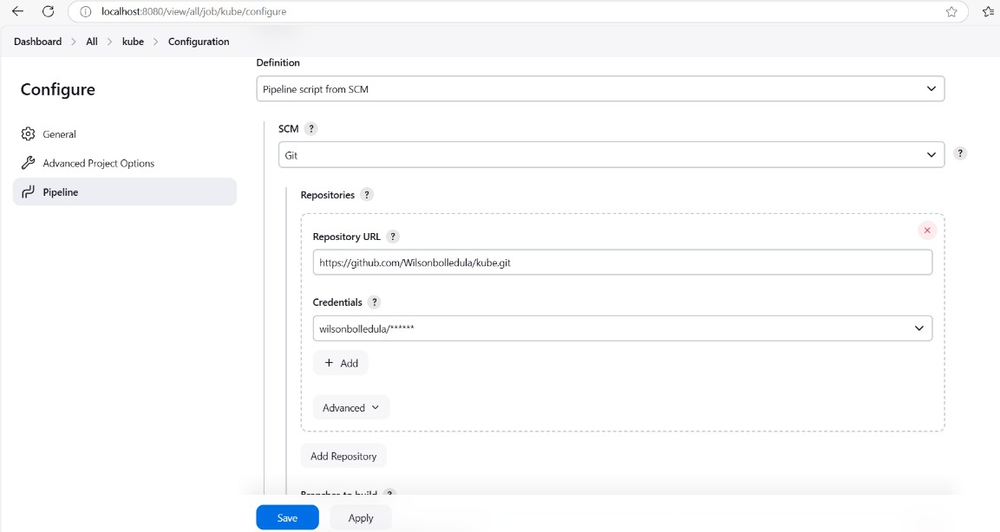 localhost:8080/view/all/job/kube/configure
Dashboard > All > kube > Configuration
Configure
General
Advanced Project Options
Pipeline
Definition
Pipeline script from SCM
SCM ?
Git
?
Repositories ?
Repository URL ?
https://github.com/Wilsonbolledula/kube.git
Credentials ?
wilsonbolledula/******
+ Add
Advanced
Add Repository
Branches to build ?
Save
Apply